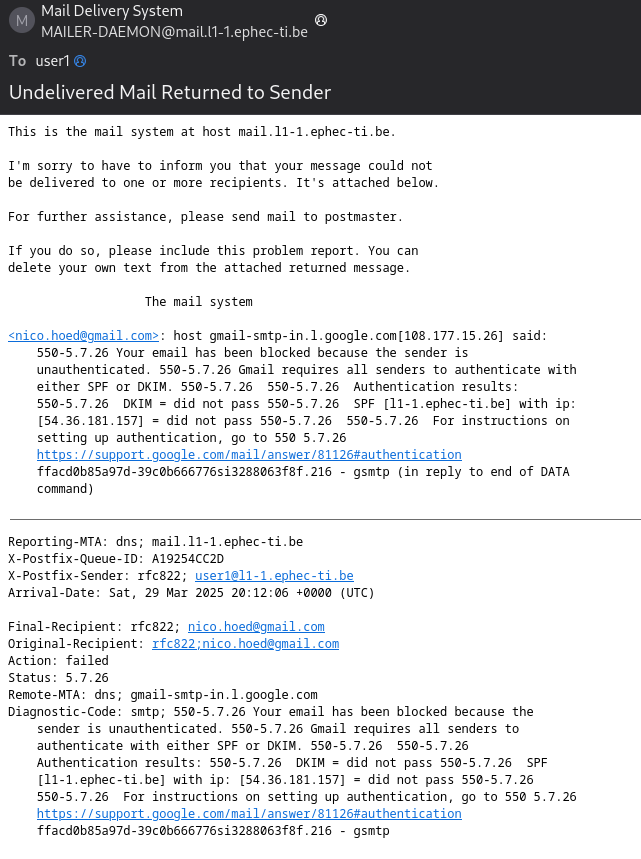 M
Mail Delivery System
MAILER-DAEMON@mail.l1-1.ephec-ti.be
To user1
Undelivered Mail Returned to Sender
This is the mail system at host mail.l1-1.ephec-ti.be.
I'm sorry to have to inform you that your message could not
be delivered to one or more recipients. It's attached below.
For further assistance, please send mail to postmaster.
If you do so, please include this problem report. You can
delete your own text from the attached returned message.
The mail system
<nico.hoed@gmail.com>: host gmail-smtp-in.l.google.com[108.177.15.26] said:
550-5.7.26 Your email has been blocked because the sender is
unauthenticated. 550-5.7.26 Gmail requires all senders to authenticate with
either SPF or DKIM. 550-5.7.26  550-5.7.26  Authentication results:
550-5.7.26  DKIM = did not pass 550-5.7.26  SPF [l1-1.ephec-ti.be] with ip:
[54.36.181.157] = did not pass 550-5.7.26  550-5.7.26  For instructions on
setting up authentication, go to 550 5.7.26
https://support.google.com/mail/answer/81126#authentication
ffacd0b85a97d-39c0b666776si3288063f8f.216 - gsmtp (in reply to end of DATA
command)
Reporting-MTA: dns; mail.l1-1.ephec-ti.be
X-Postfix-Queue-ID: A19254CC2D
X-Postfix-Sender: rfc822; user1@l1-1.ephec-ti.be
Arrival-Date: Sat, 29 Mar 2025 20:12:06 +0000 (UTC)
Final-Recipient: rfc822; nico.hoed@gmail.com
Original-Recipient: rfc822;nico.hoed@gmail.com
Action: failed
Status: 5.7.26
Remote-MTA: dns; gmail-smtp-in.l.google.com
Diagnostic-Code: smtp; 550-5.7.26 Your email has been blocked because the
sender is unauthenticated. 550-5.7.26 Gmail requires all senders to
authenticate with either SPF or DKIM. 550-5.7.26  550-5.7.26
Authentication results: 550-5.7.26  DKIM = did not pass 550-5.7.26  SPF
[l1-1.ephec-ti.be] with ip: [54.36.181.157] = did not pass 550-5.7.26
550-5.7.26  For instructions on setting up authentication, go to 550 5.7.26
https://support.google.com/mail/answer/81126#authentication
ffacd0b85a97d-39c0b666776si3288063f8f.216 - gsmtp